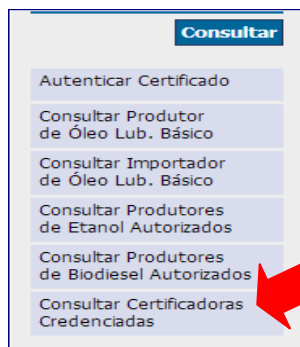 Consultar
Autenticar Certificado
Consultar Produtor
de Óleo Lub. Básico
Consultar Importador
de Óleo Lub. Básico
Consultar Produtores
de Etanol Autorizados
Consultar Produtores
de Biodiesel Autorizados
Consultar Certificadoras
Credenciadas